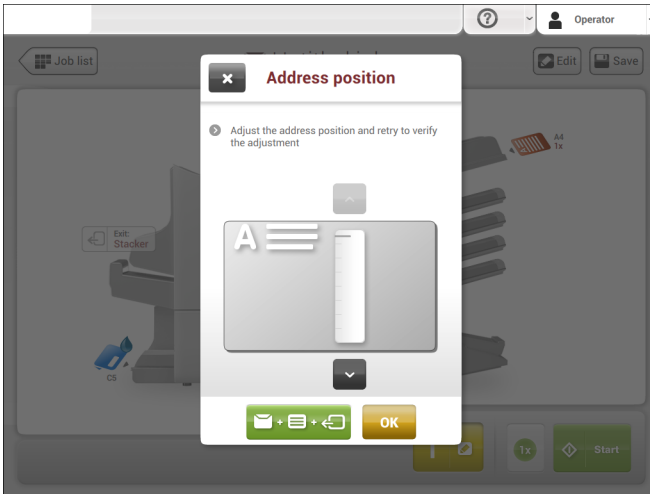 ?
Operator
Job list
Edit
Save
Address position
Adjust the address position and retry to verify
the adjustment
A4
1x
Exit:
Stacker
A
C5
OK
1x
Start